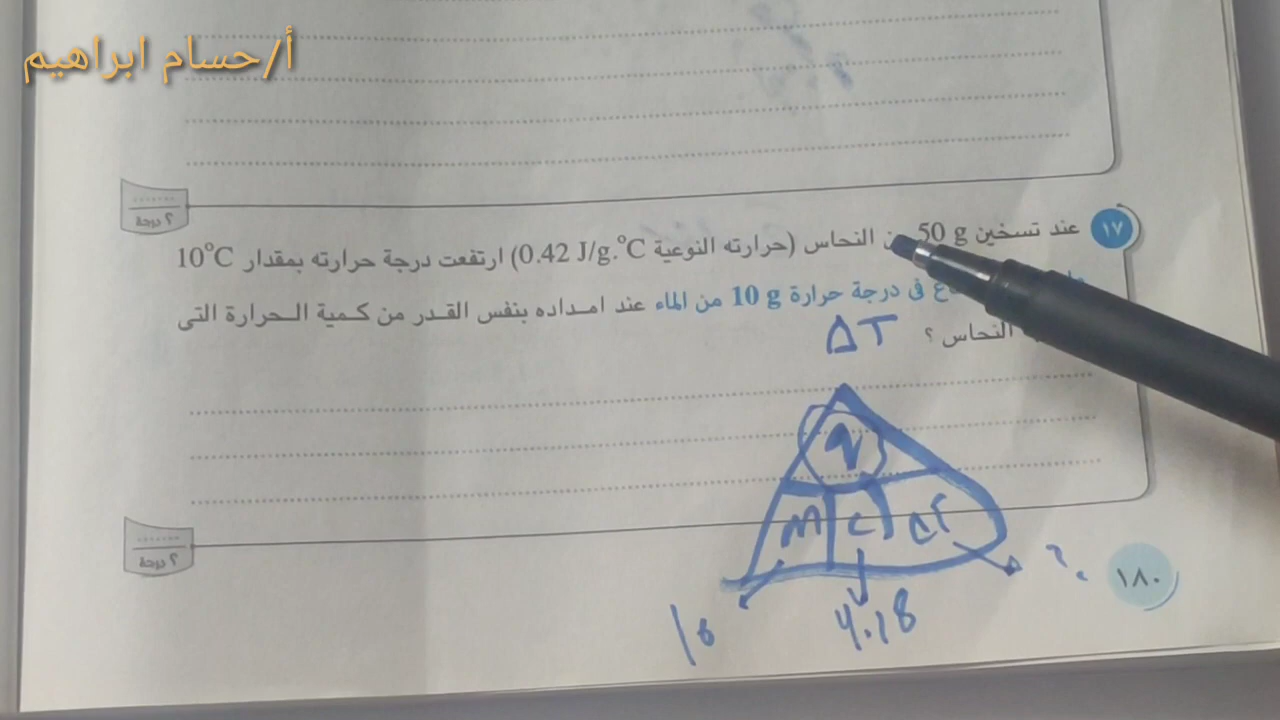 أ/حسام ابراهيم
٢ درجة
١٧ عند تسخين 50 g من النحاس (حرارته النوعية 0.42 J/g.°C) ارتفعت درجة حرارته بمقدار 10°C
فى درجة حرارة 10 g من الماء عند امداده بنفس القدر من كمية الحرارة التى
النحاس ؟ ΔT
q
m c ΔT
10 4.18 ?
٢ درجة
١٨٠